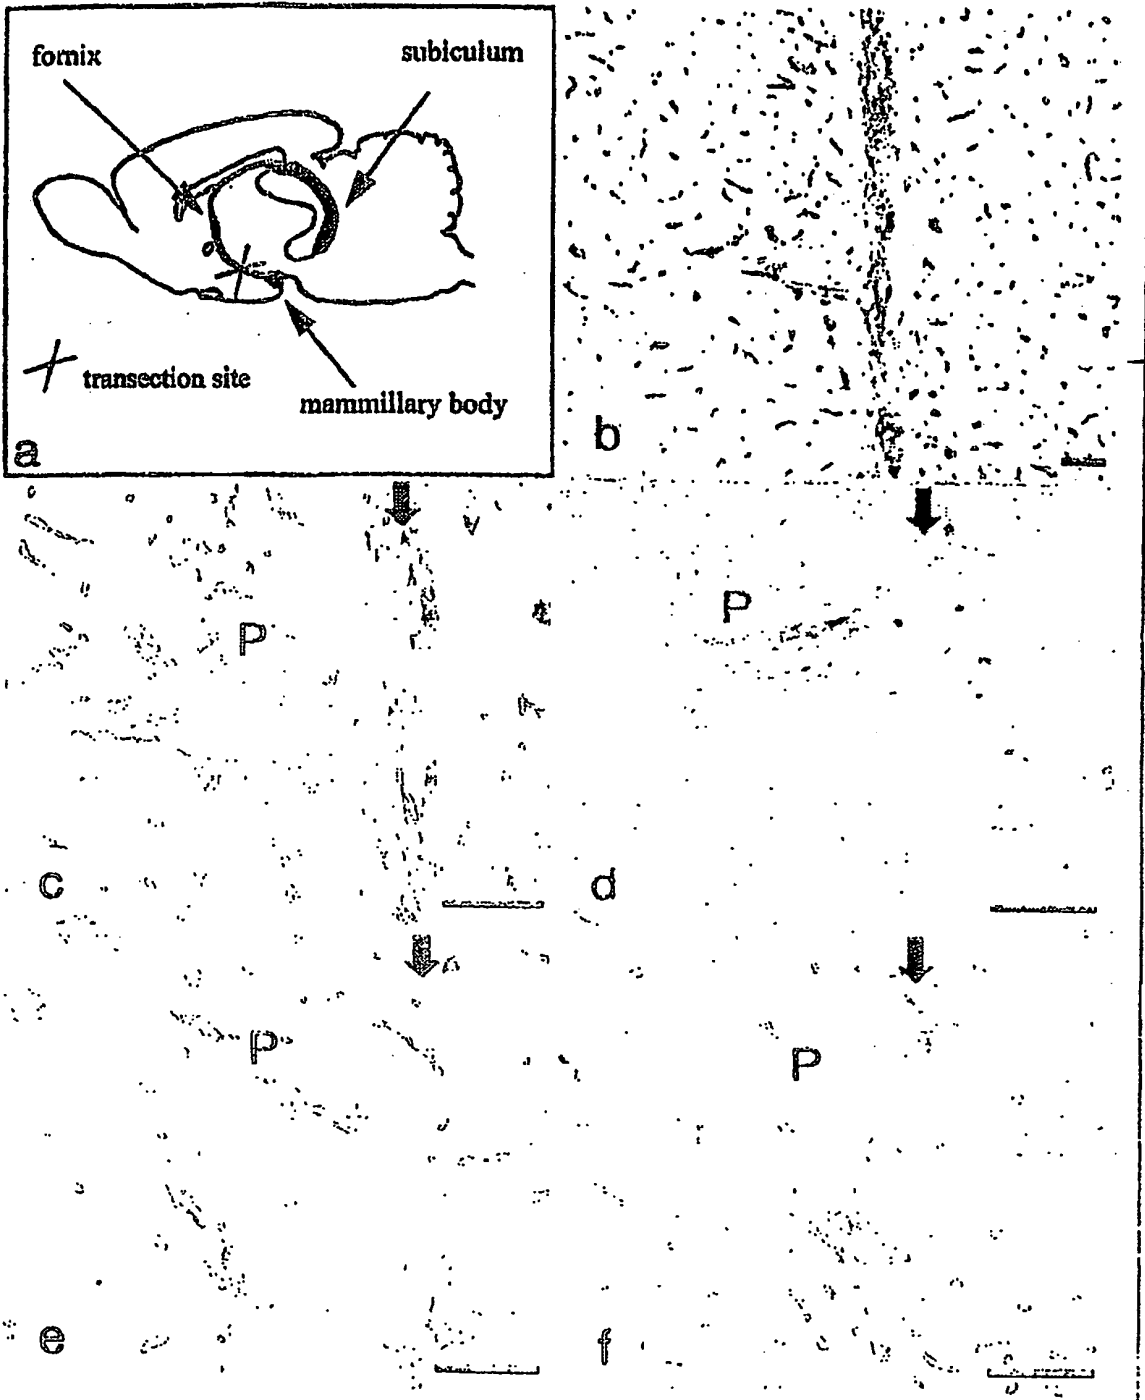 fornix
subiculum
transection site
mammillary body
a
b
P
P
c
d
P
P
e
f